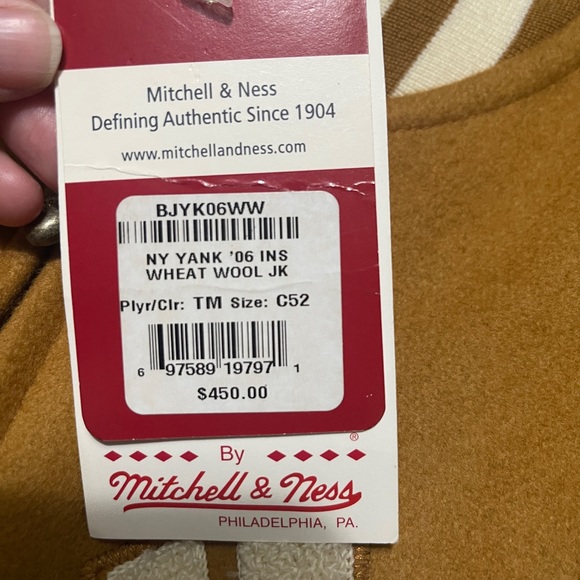 Mitchell & Ness
Defining Authentic Since 1904
www.mitchellandness.com
BJYK06WW
NY YANK '06 INS
WHEAT WOOL JK
Plyr/Clr: TM Size: C52
6 97589 19797 1
$450.00
By
Mitchell & Ness®
PHILADELPHIA, PA.